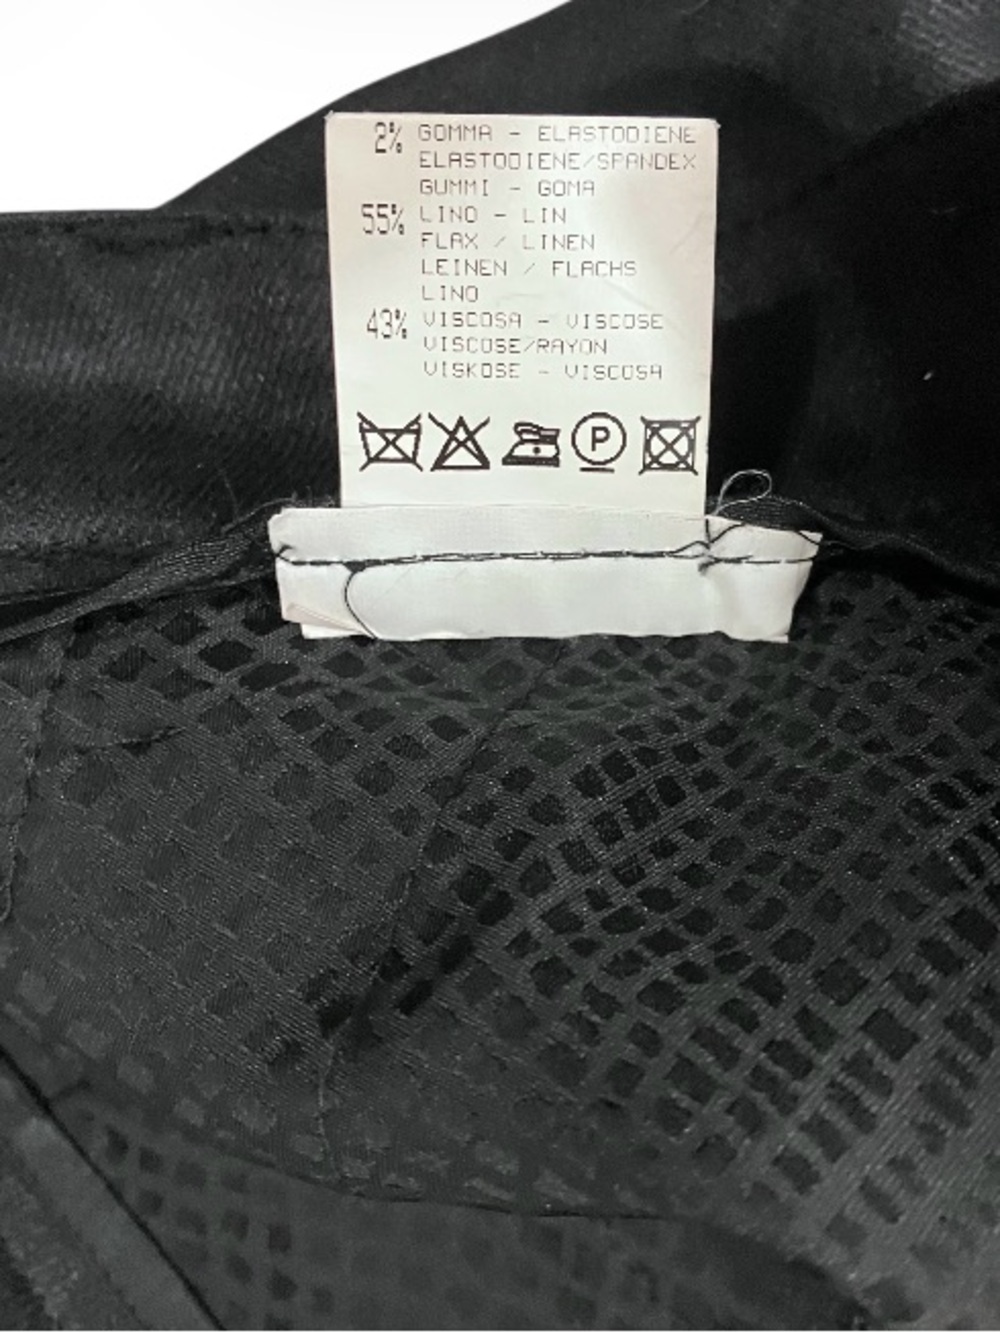 2% GOMMA - ELASTODIENE
ELASTODIENE/SPANDEX
GUMMI - GOMA
55% LINO - LIN
FLAX / LINEN
LEINEN / FLACHS
LINO
43% VISCOSA - VISCOSE
VISCOSE/RAYON
VISKOSE - VISCOSA
P